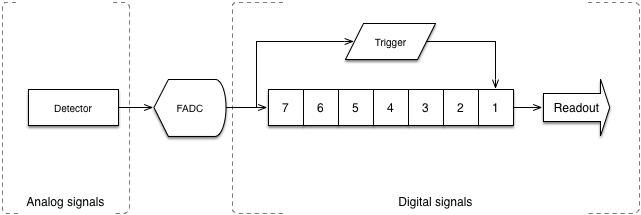 Trigger
Detector
FADC
7 6 5 4 3 2 1
Readout
Analog signals
Digital signals